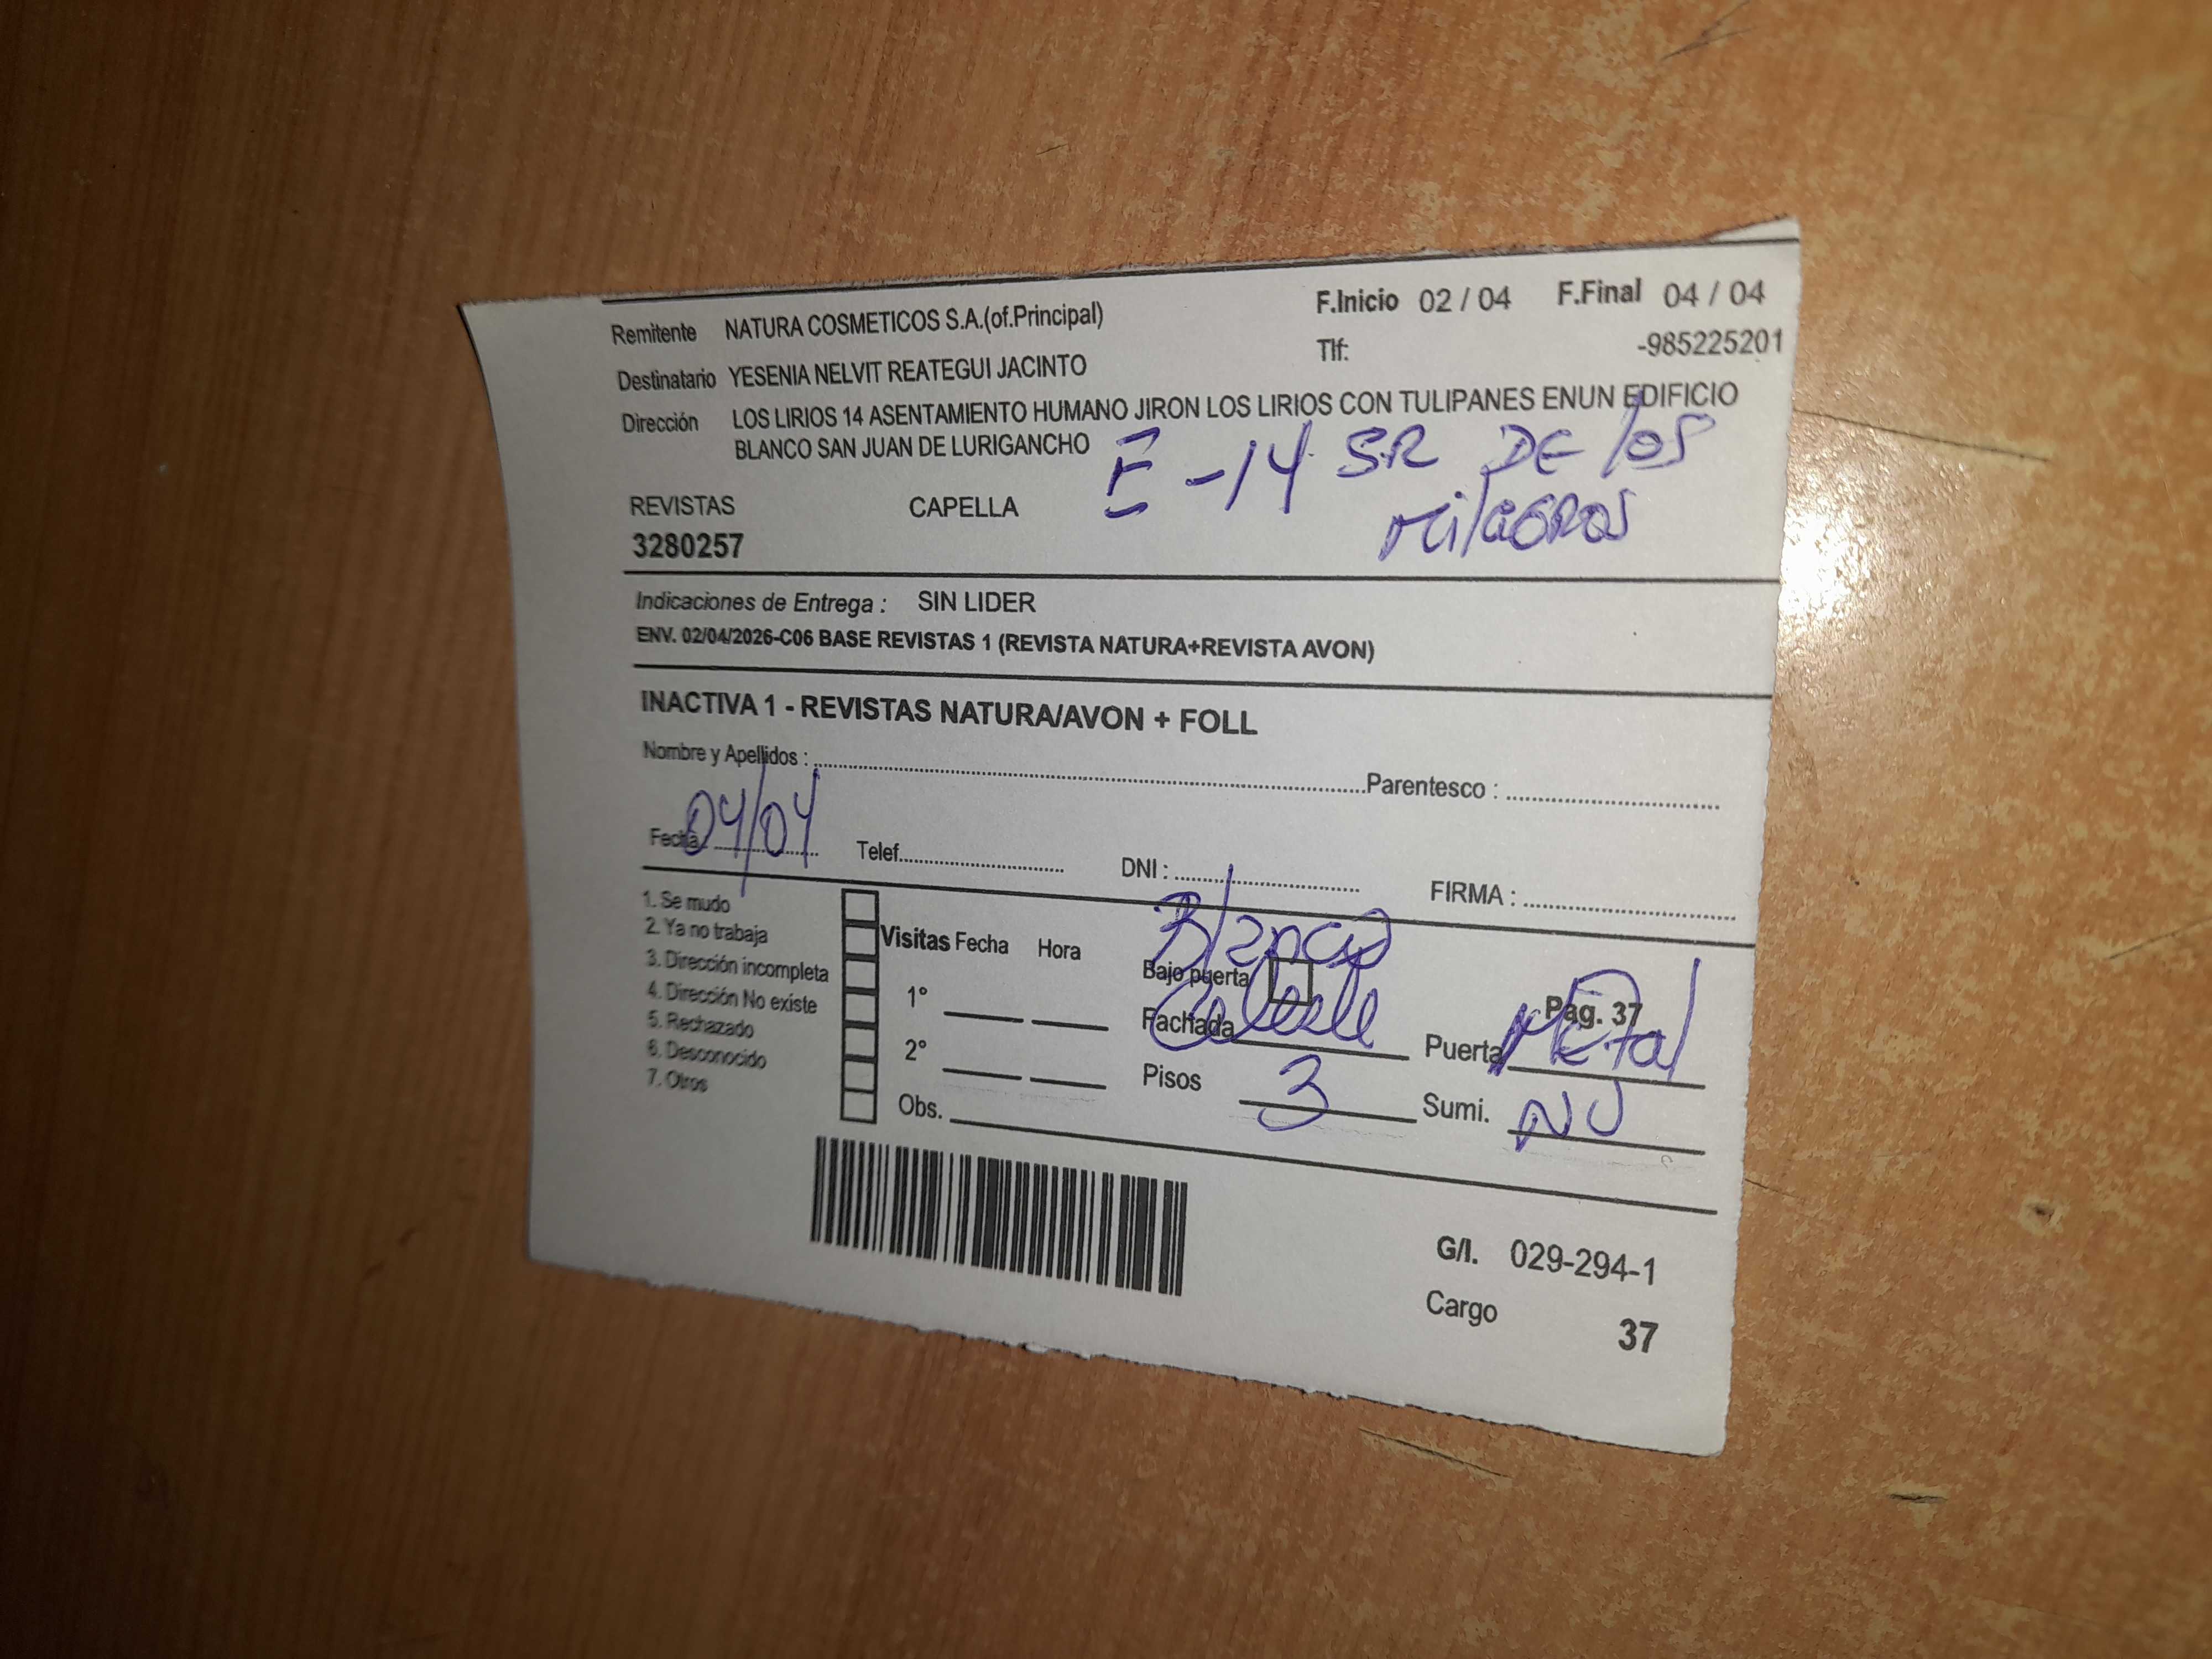 Remitente NATURA COSMETICOS S.A.(of.Principal) F.Inicio 02 / 04 F.Final 04 / 04
Tlf: -985225201
Destinatario YESENIA NELVIT REATEGUI JACINTO
Dirección LOS LIRIOS 14 ASENTAMIENTO HUMANO JIRON LOS LIRIOS CON TULIPANES ENUN EDIFICIO
BLANCO SAN JUAN DE LURIGANCHO
E -14 SR DE los
milagros
REVISTAS CAPELLA
3280257
Indicaciones de Entrega : SIN LIDER
ENV. 02/04/2026-C06 BASE REVISTAS 1 (REVISTA NATURA+REVISTA AVON)
INACTIVA 1 - REVISTAS NATURA/AVON + FOLL
Nombre y Apellidos : Parentesco :
Fecha 04/04 Telef. DNI : FIRMA :
1. Se mudo
2. Ya no trabaja
3. Dirección incompleta
4. Dirección No existe
5. Rechazado
6. Desconocido
7. Otros
Visitas Fecha Hora
1°
2°
Obs.
Blanco
Bajo puerta
Fachada Celeste
Pisos 3
Pag. 37
Puerta Metal
Sumi. NU
G/I. 029-294-1
Cargo 37